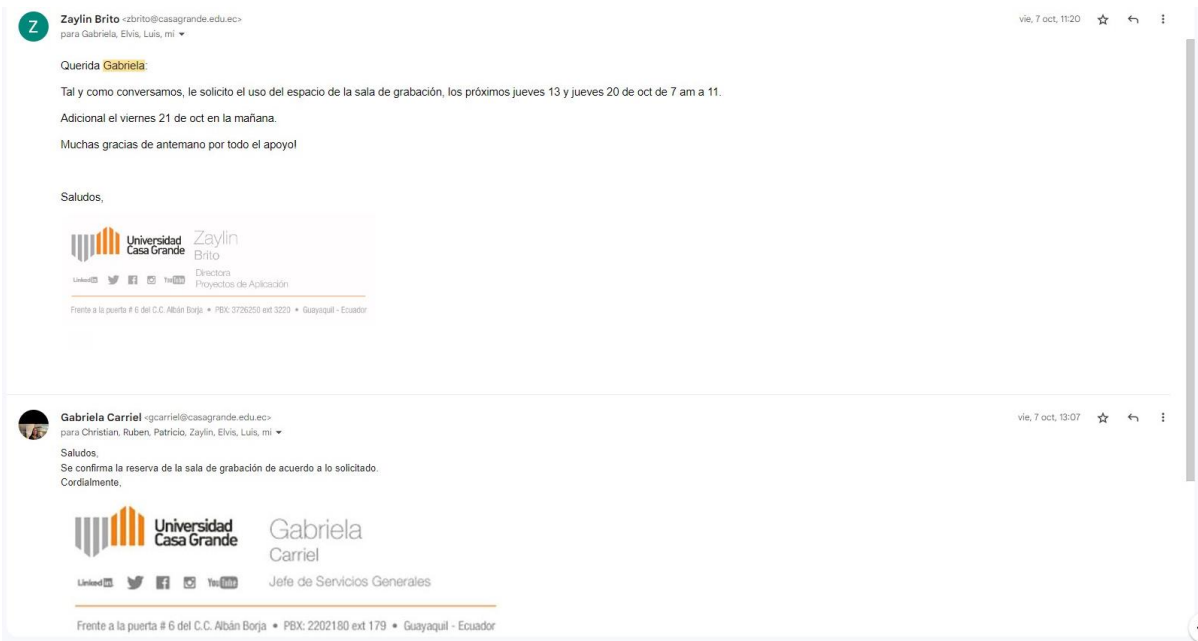 Z
Zaylin Brito <zbrito@casagrande.edu.ec>
vie, 7 oct, 11:20
para Gabriela, Elvis, Luis, mí
Querida Gabriela:
Tal y como conversamos, le solicito el uso del espacio de la sala de grabación, los próximos jueves 13 y jueves 20 de oct de 7 am a 11.
Adicional el viernes 21 de oct en la mañana.
Muchas gracias de antemano por todo el apoyo!
Saludos,
Universidad
Casa Grande
Zaylin
Brito
Directora
Proyectos de Aplicación
Linked in YouTube
Frente a la puerta # 6 del C.C. Albán Borja • PBX: 3726250 ext 3220 • Guayaquil - Ecuador
Gabriela Carriel <gcarriel@casagrande.edu.ec>
vie, 7 oct, 13:07
para Christian, Ruben, Patricio, Zaylin, Elvis, Luis, mí
Saludos,
Se confirma la reserva de la sala de grabación de acuerdo a lo solicitado.
Cordialmente,
Universidad
Casa Grande
Gabriela
Carriel
Linked in YouTube
Jefe de Servicios Generales
Frente a la puerta # 6 del C.C. Albán Borja • PBX: 2202180 ext 179 • Guayaquil - Ecuador